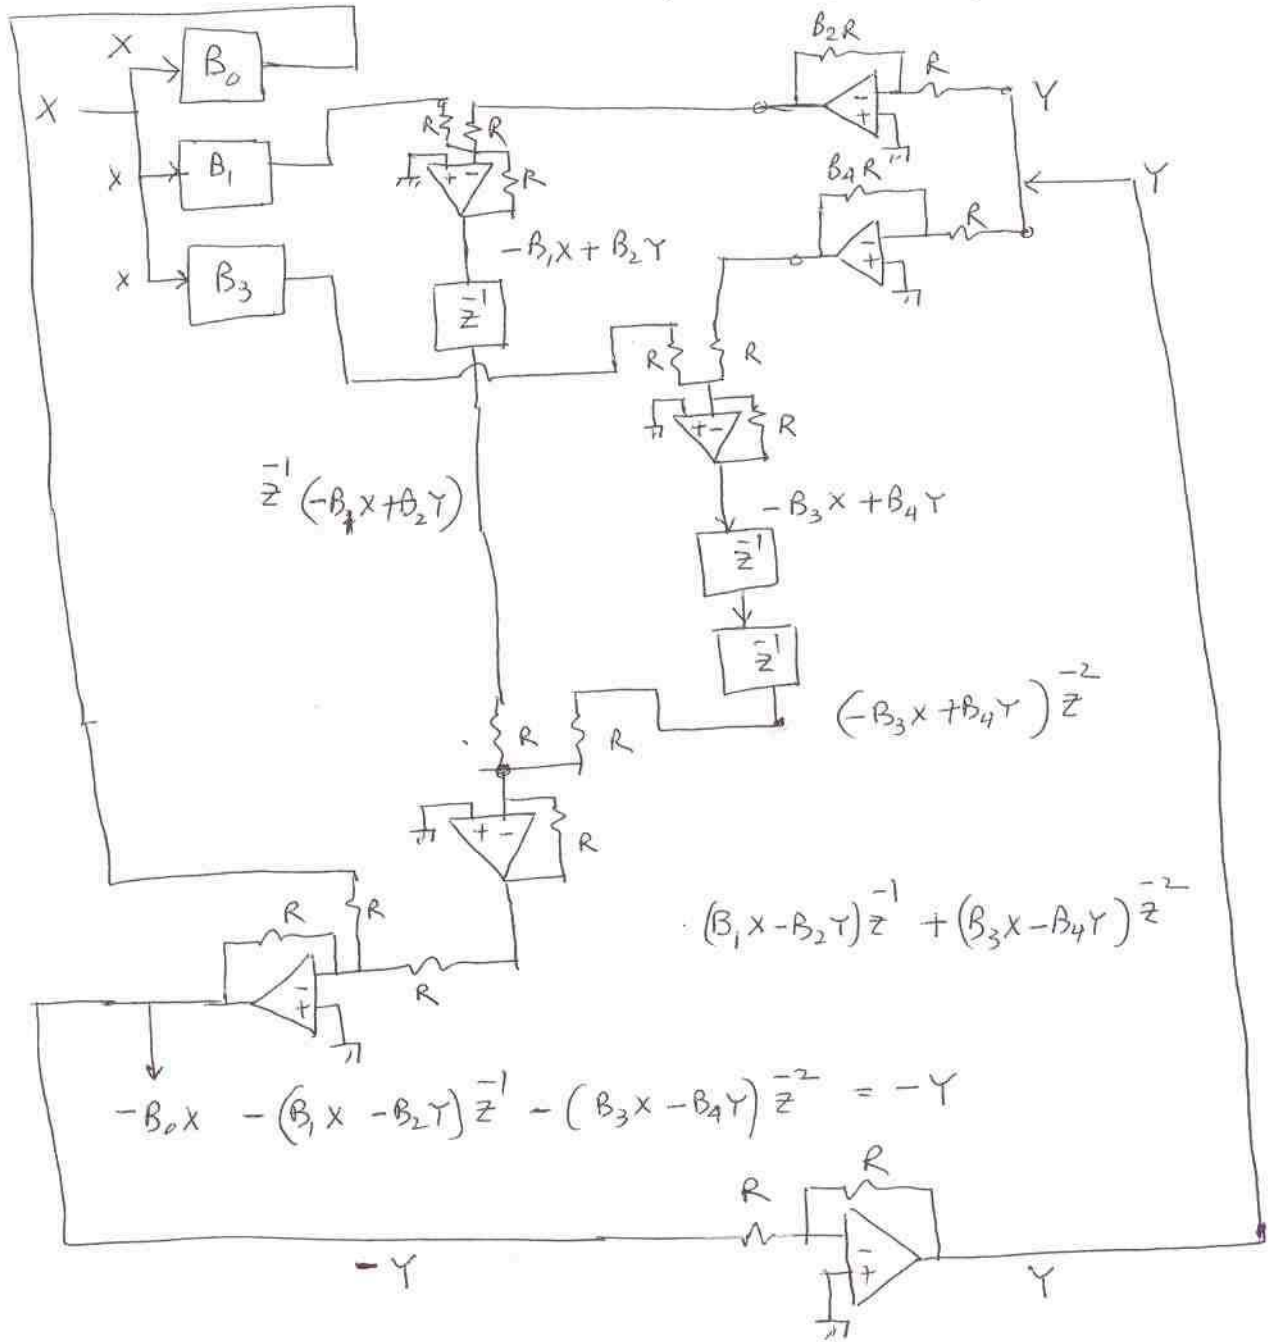 B₂R
X
B₀
R
Y
X
R
R
X
B₁
R
B₄R
Y
R
-B₁X + B₂Y
X
B₃
z⁻¹
R
R
R
z⁻¹(-B₁X + B₂Y)
-B₃X + B₄Y
z⁻¹
z⁻¹
(-B₃X + B₄Y) z⁻²
R
R
R
R
R
(B₁X - B₂Y) z⁻¹ + (B₃X - B₄Y) z⁻²
R
-B₀X - (B₁X - B₂Y) z⁻¹ - (B₃X - B₄Y) z⁻² = -Y
R
R
-Y
Y